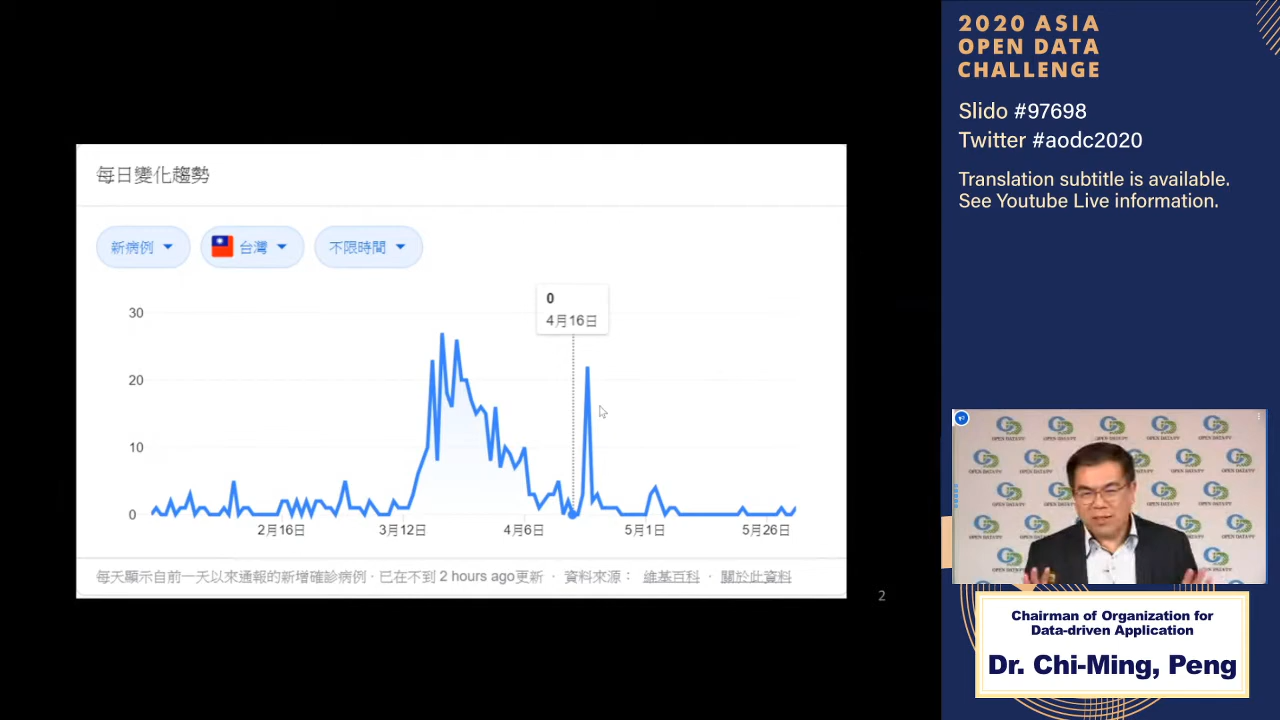 每日變化趨勢
新病例
台灣
不限時間
0
4月16日
30
20
10
0
2月16日
3月12日
4月6日
5月1日
5月26日
每天顯示自前一天以來通報的新增確診病例 · 已在不到 2 hours ago更新 · 資料來源： 維基百科 · 關於此資料
2
2020 ASIA
OPEN DATA
CHALLENGE
Slido #97698
Twitter #aodc2020
Translation subtitle is available.
See Youtube Live information.
Chairman of Organization for
Data-driven Application
Dr. Chi-Ming, Peng